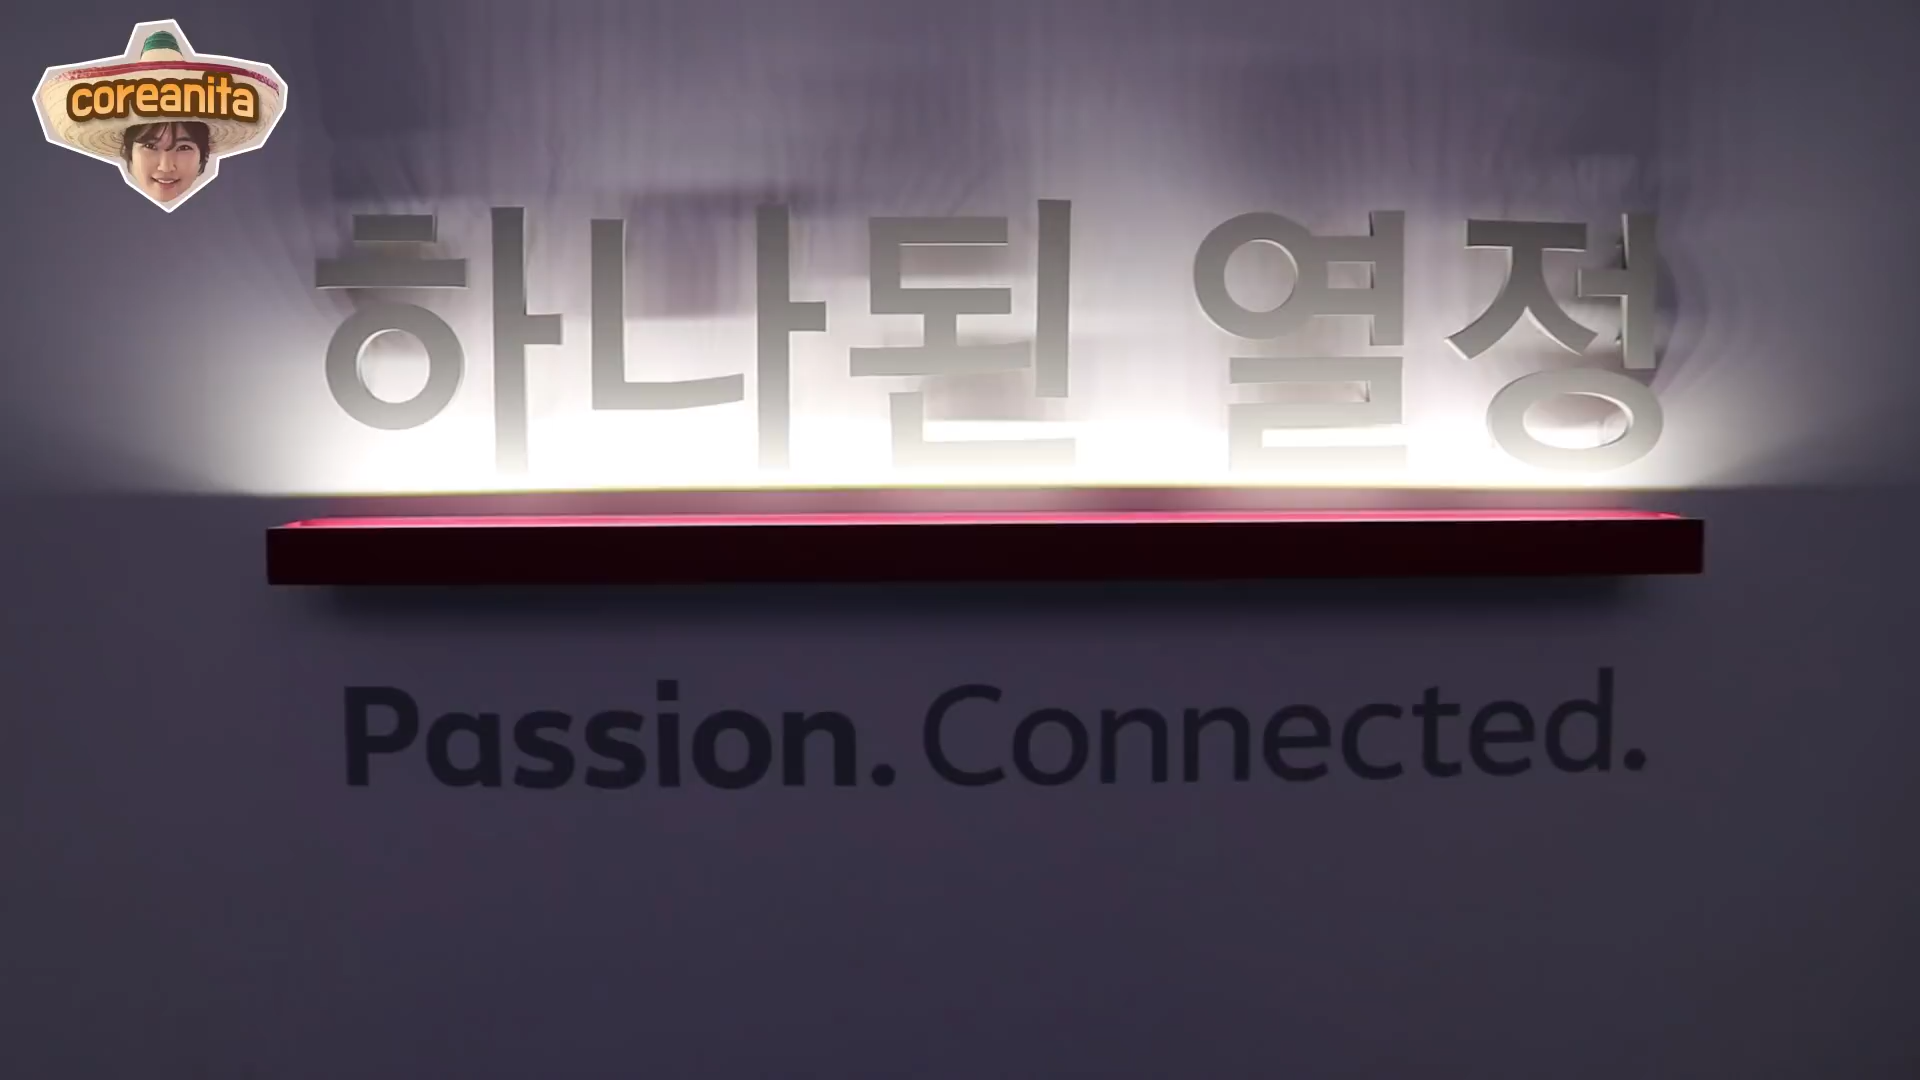 coreanita
하나된 열정
Passion. Connected.